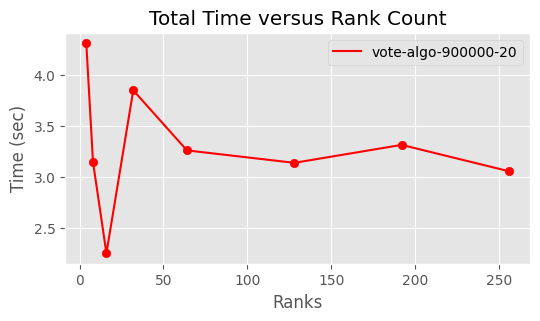 Total Time versus Rank Count
vote-algo-900000-20
4.0
3.5
3.0
2.5
Time (sec)
0 50 100 150 200 250
Ranks